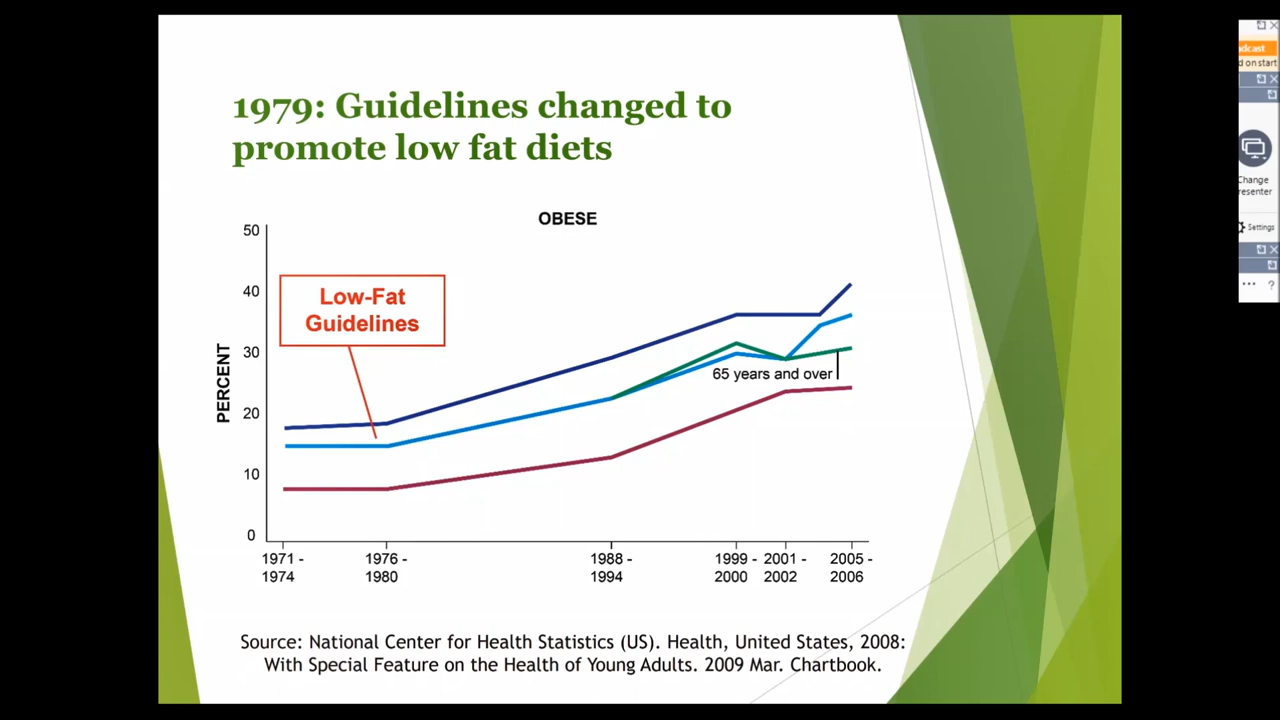 1979: Guidelines changed to
promote low fat diets
OBESE
50
40
30
20
10
0
PERCENT
Low-Fat
Guidelines
65 years and over
1971 -
1974
1976 -
1980
1988 -
1994
1999 -
2000
2001 -
2002
2005 -
2006
Source: National Center for Health Statistics (US). Health, United States, 2008:
With Special Feature on the Health of Young Adults. 2009 Mar. Chartbook.
dcast
d on start
Change
resenter
Settings
?